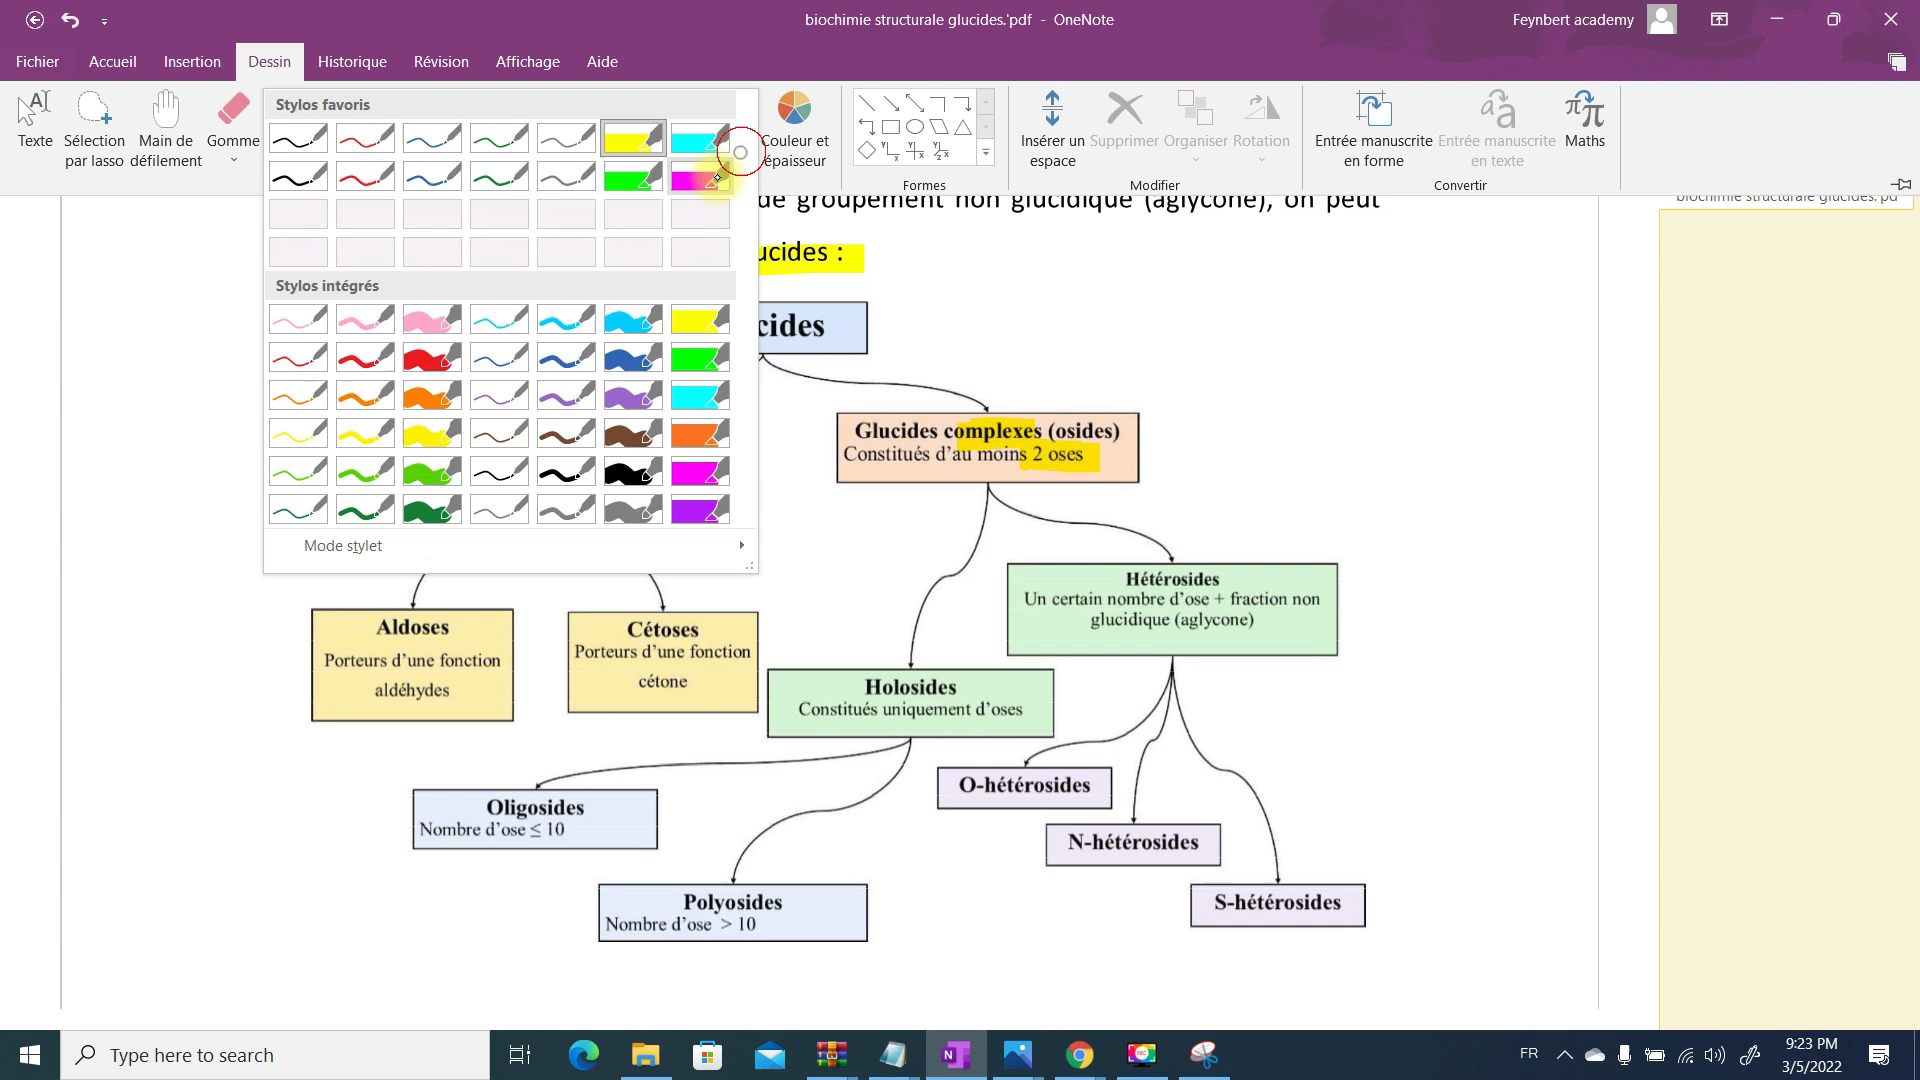 biochimie structurale glucides.'pdf - OneNote
Feynbert academy
Fichier
Accueil
Insertion
Dessin
Historique
Révision
Affichage
Aide
Texte
Sélection
par lasso
Main de
défilement
Gomme
Stylos favoris
Stylos intégrés
Mode stylet
Couleur et
épaisseur
Formes
Insérer un
espace
Supprimer
Organiser
Rotation
Modifier
Entrée manuscrite
en forme
Entrée manuscrite
en texte
Maths
Convertir
biochimie structurale glucides.'pd
de groupement non glucidique (aglycone), on peut
ucides :
cides
Glucides complexes (osides)
Constitués d'au moins 2 oses
Hétérosides
Un certain nombre d'ose + fraction non
glucidique (aglycone)
Aldoses
Porteurs d'une fonction
aldéhydes
Cétoses
Porteurs d'une fonction
cétone
Holosides
Constitués uniquement d'oses
O-hétérosides
Oligosides
Nombre d'ose ≤ 10
N-hétérosides
Polyosides
Nombre d'ose > 10
S-hétérosides
Type here to search
FR
9:23 PM
3/5/2022